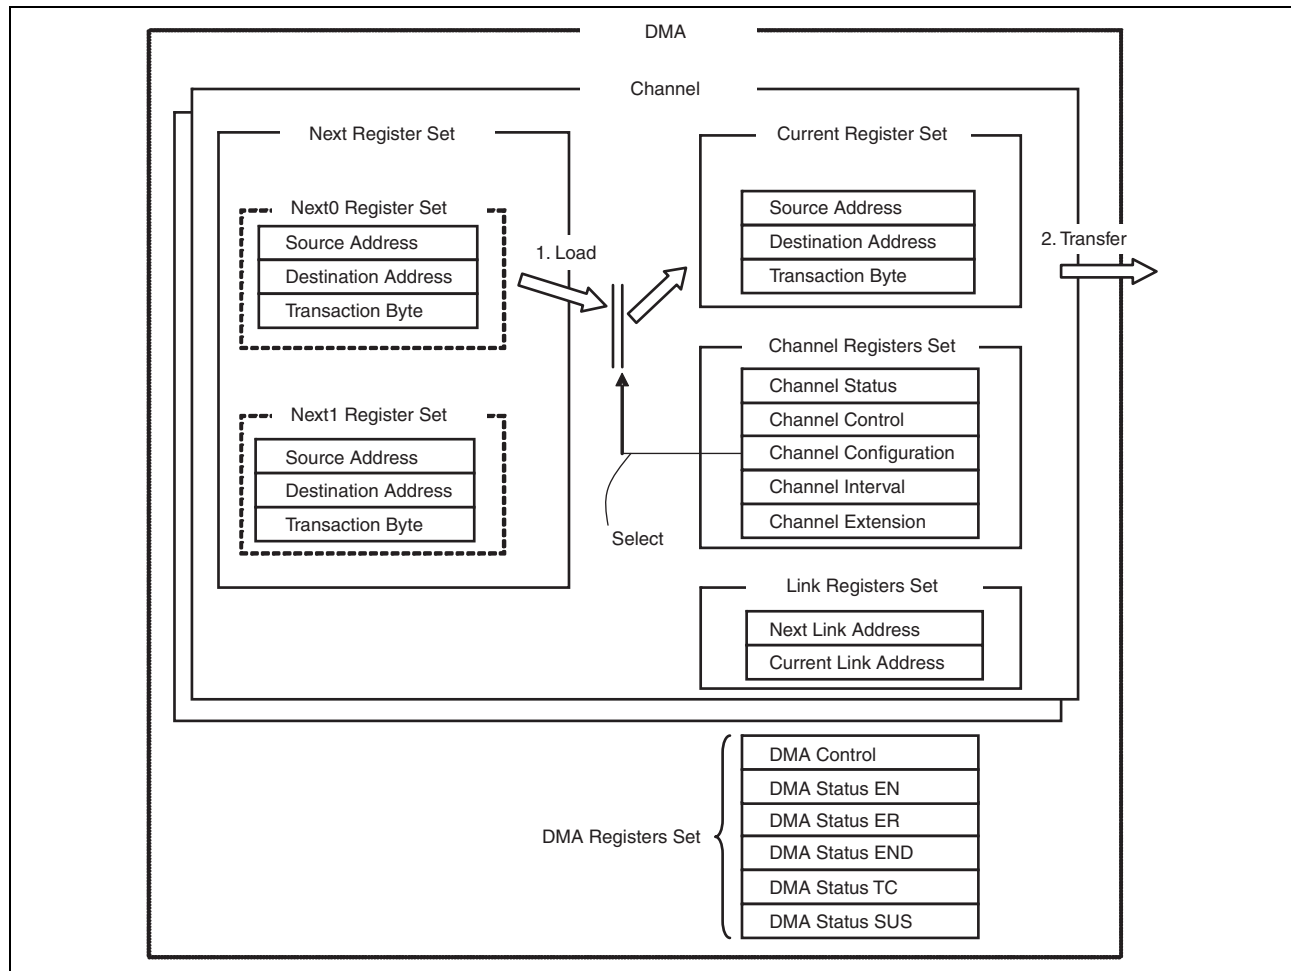 DMA
Channel
Next Register Set
Next0 Register Set
Source Address
Destination Address
Transaction Byte
Next1 Register Set
Source Address
Destination Address
Transaction Byte
1. Load
Select
Current Register Set
Source Address
Destination Address
Transaction Byte
2. Transfer
Channel Registers Set
Channel Status
Channel Control
Channel Configuration
Channel Interval
Channel Extension
Link Registers Set
Next Link Address
Current Link Address
DMA Registers Set
DMA Control
DMA Status EN
DMA Status ER
DMA Status END
DMA Status TC
DMA Status SUS